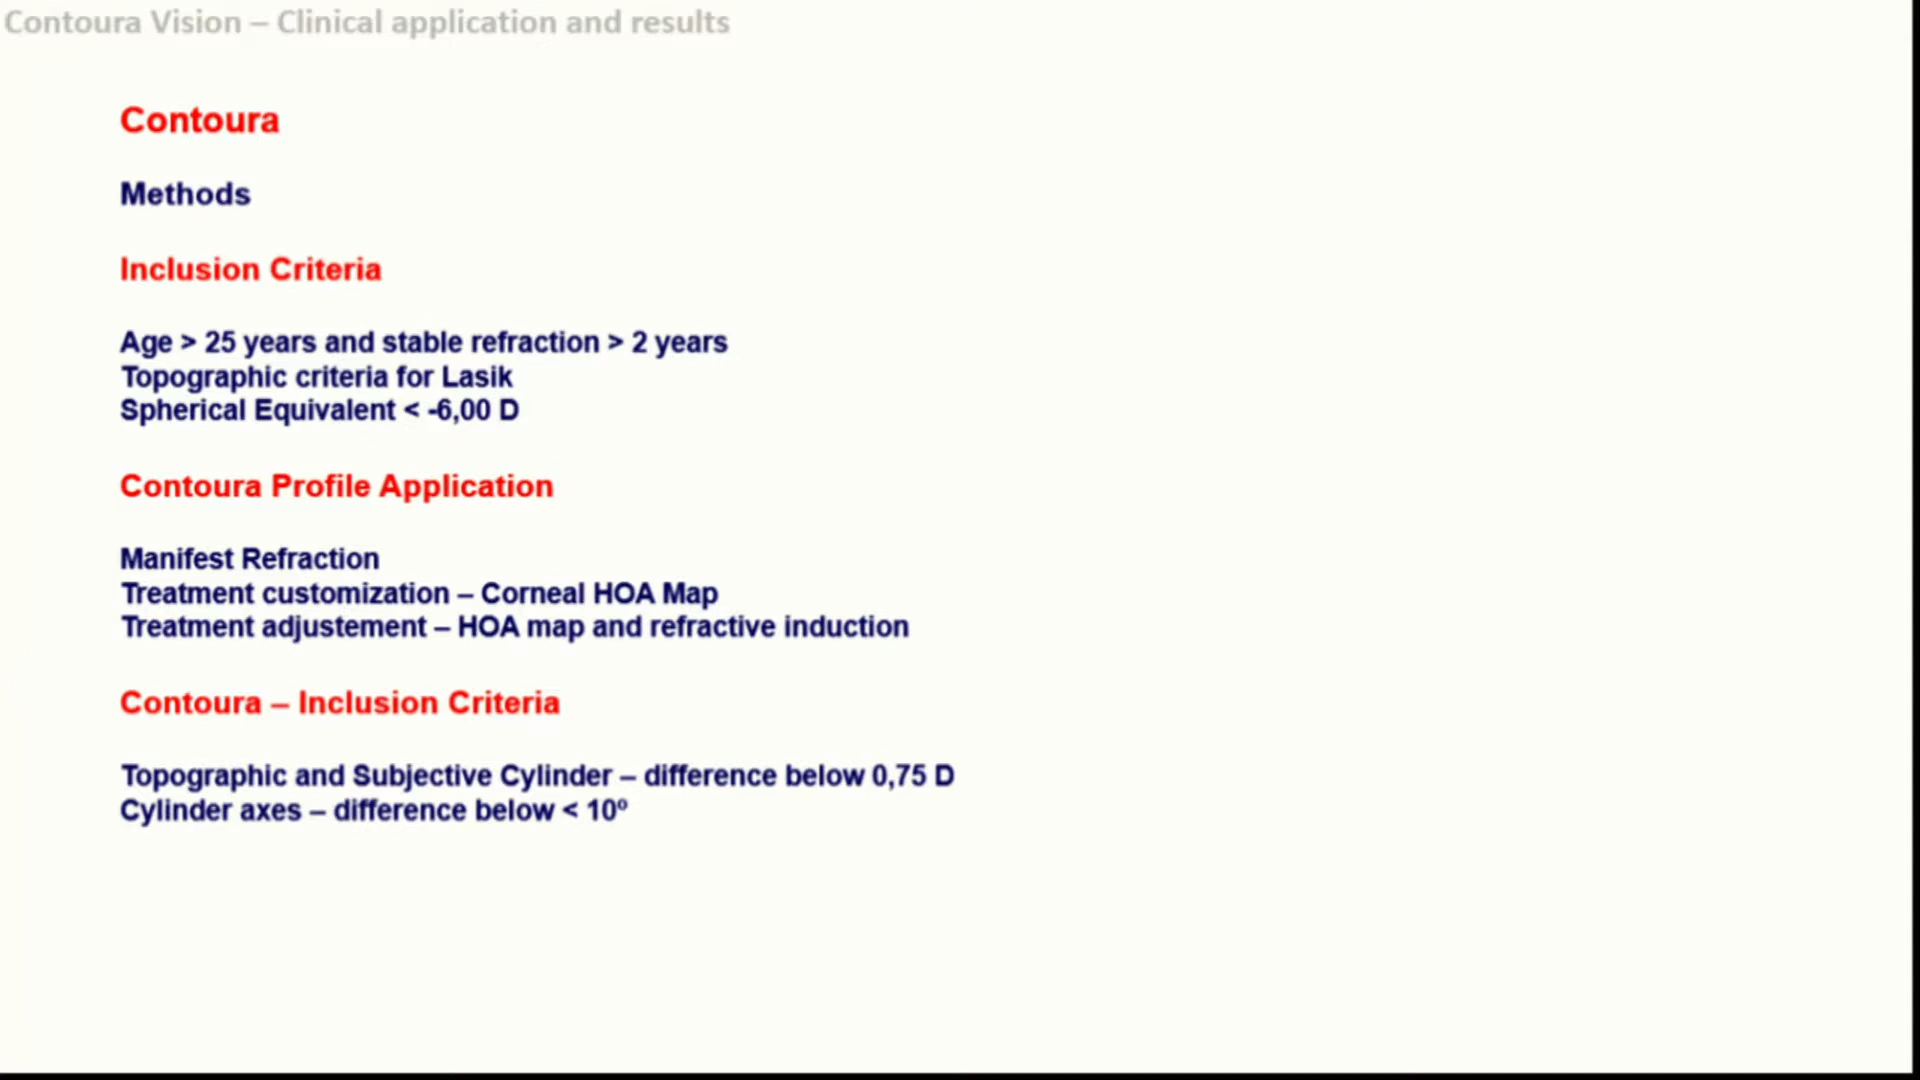 Contoura Vision – Clinical application and results
Contoura
Methods
Inclusion Criteria
Age > 25 years and stable refraction > 2 years
Topographic criteria for Lasik
Spherical Equivalent < -6,00 D
Contoura Profile Application
Manifest Refraction
Treatment customization – Corneal HOA Map
Treatment adjustement – HOA map and refractive induction
Contoura – Inclusion Criteria
Topographic and Subjective Cylinder – difference below 0,75 D
Cylinder axes – difference below < 10º